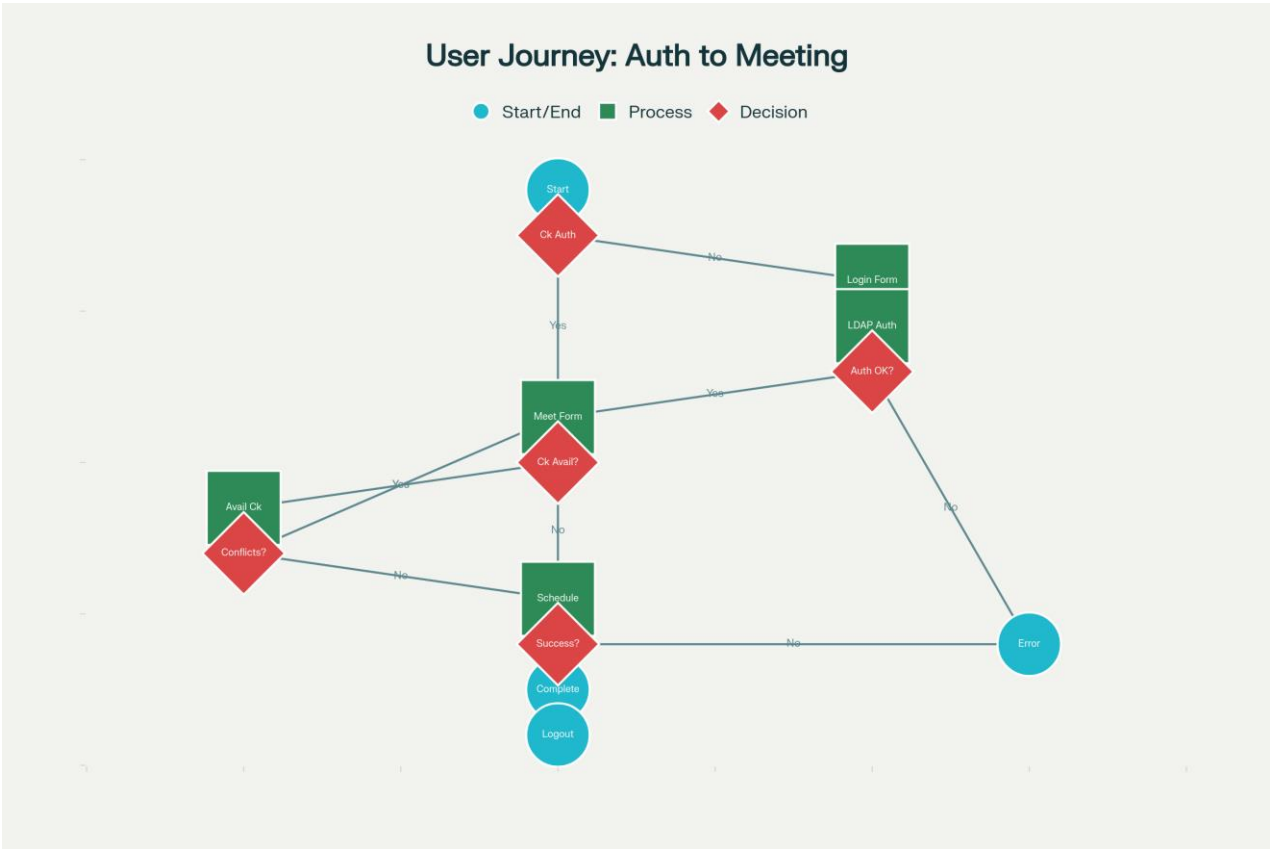 User Journey: Auth to Meeting
Start/End Process Decision
Start
Ck Auth
No
Login Form
Yes
LDAP Auth
Auth OK?
Yes
Meet Form
Ck Avail?
Yes
Avail Ck
No
No
Conflicts?
No
Schedule
Success?
No
Error
Complete
Logout